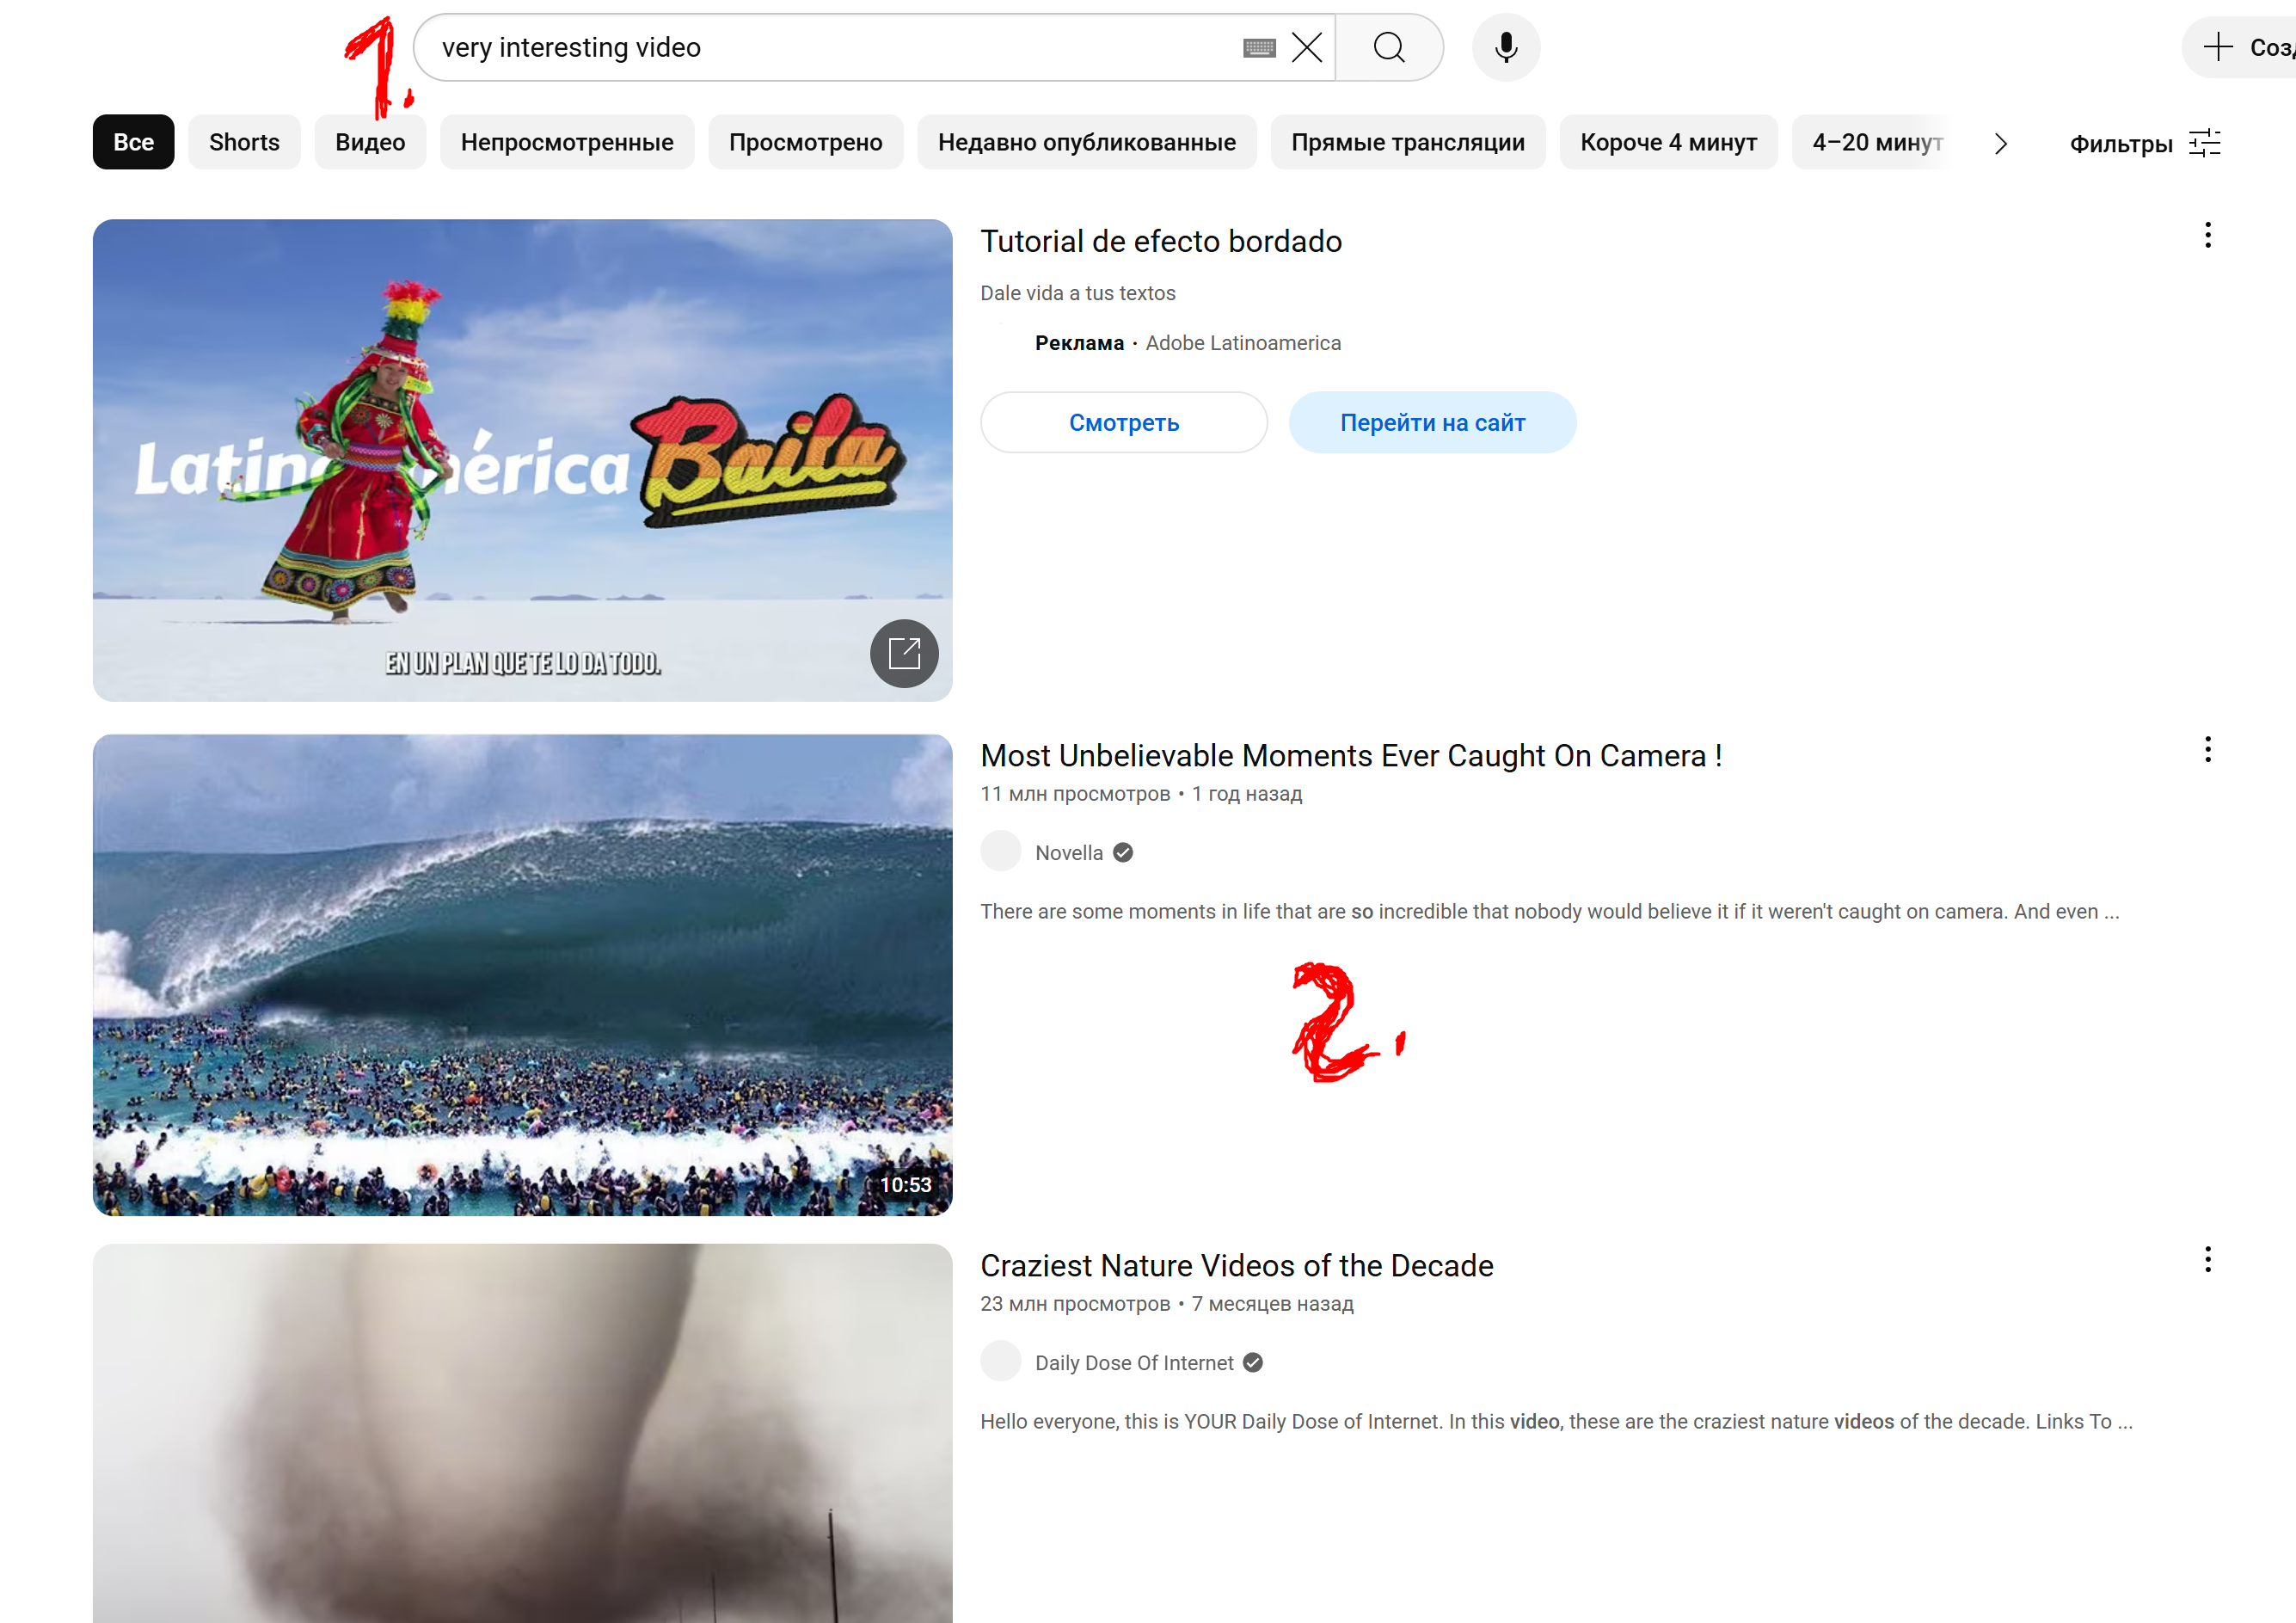 1.
very interesting video
Все Shorts Видео Непросмотренные Просмотрено Недавно опубликованные Прямые трансляции Короче 4 минут 4–20 минут Фильтры
Tutorial de efecto bordado
Dale vida a tus textos
Реклама · Adobe Latinoamerica
Смотреть Перейти на сайт
Baila
EN UN PLAN QUE TE LO DA TODO.
Most Unbelievable Moments Ever Caught On Camera !
11 млн просмотров • 1 год назад
Novella
There are some moments in life that are so incredible that nobody would believe it if it weren't caught on camera. And even ...
2.
10:53
Craziest Nature Videos of the Decade
23 млн просмотров • 7 месяцев назад
Daily Dose Of Internet
Hello everyone, this is YOUR Daily Dose of Internet. In this video, these are the craziest nature videos of the decade. Links To ...